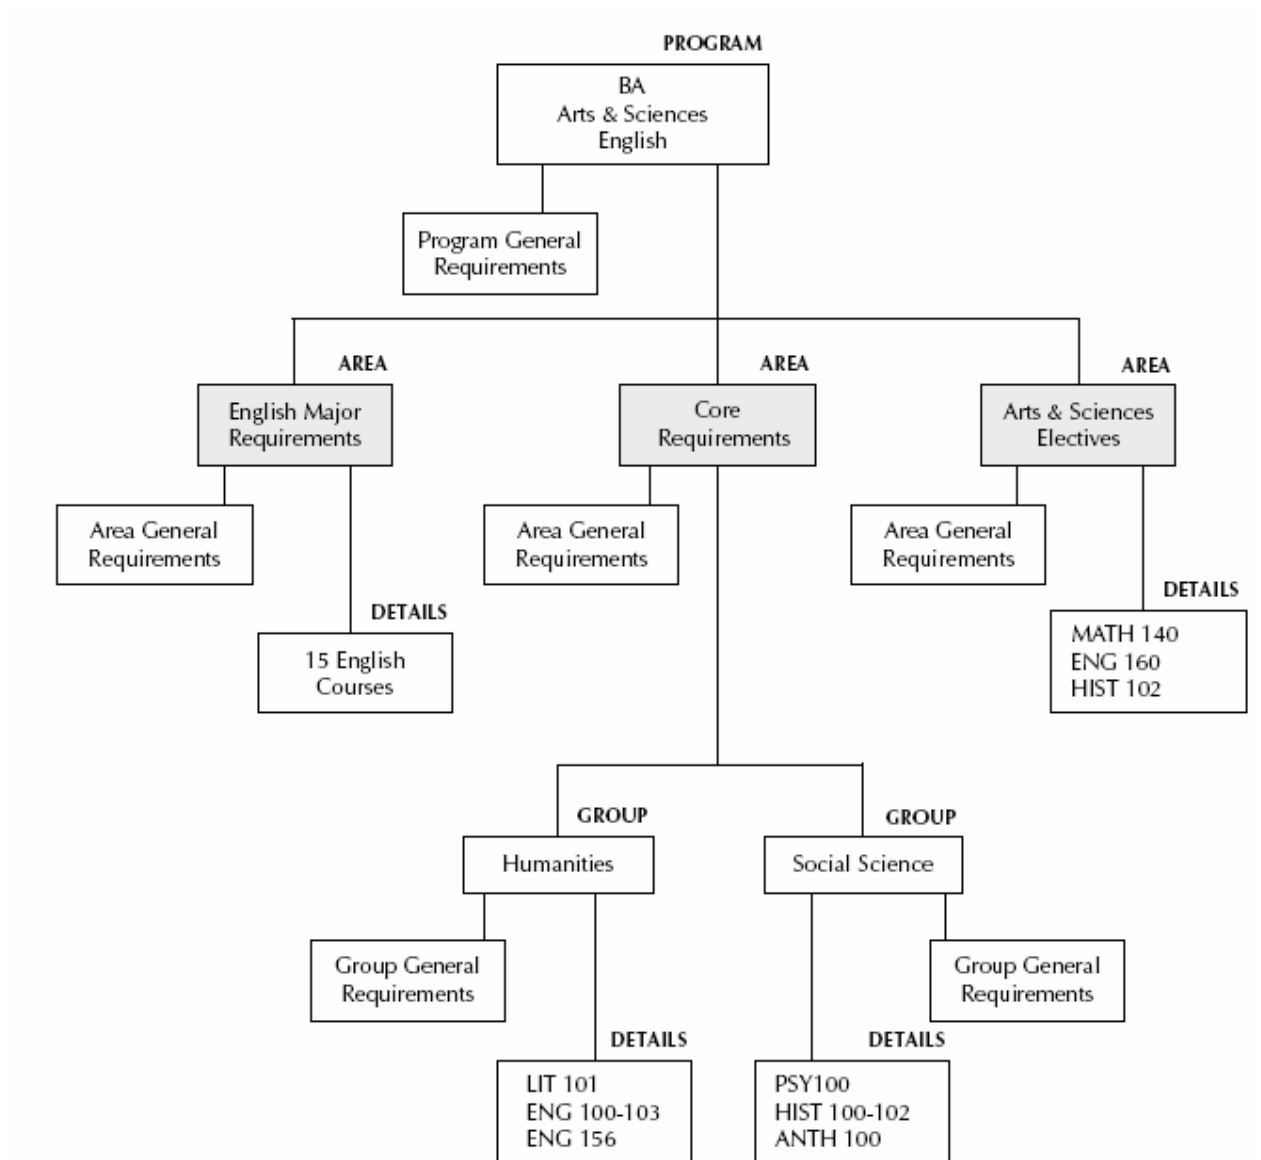 PROGRAM
BA
Arts & Sciences
English
Program General
Requirements
AREA
English Major
Requirements
AREA
Core
Requirements
AREA
Arts & Sciences
Electives
Area General
Requirements
Area General
Requirements
Area General
Requirements
DETAILS
15 English
Courses
DETAILS
MATH 140
ENG 160
HIST 102
GROUP
Humanities
GROUP
Social Science
Group General
Requirements
Group General
Requirements
DETAILS
LIT 101
ENG 100-103
ENG 156
DETAILS
PSY100
HIST 100-102
ANTH 100